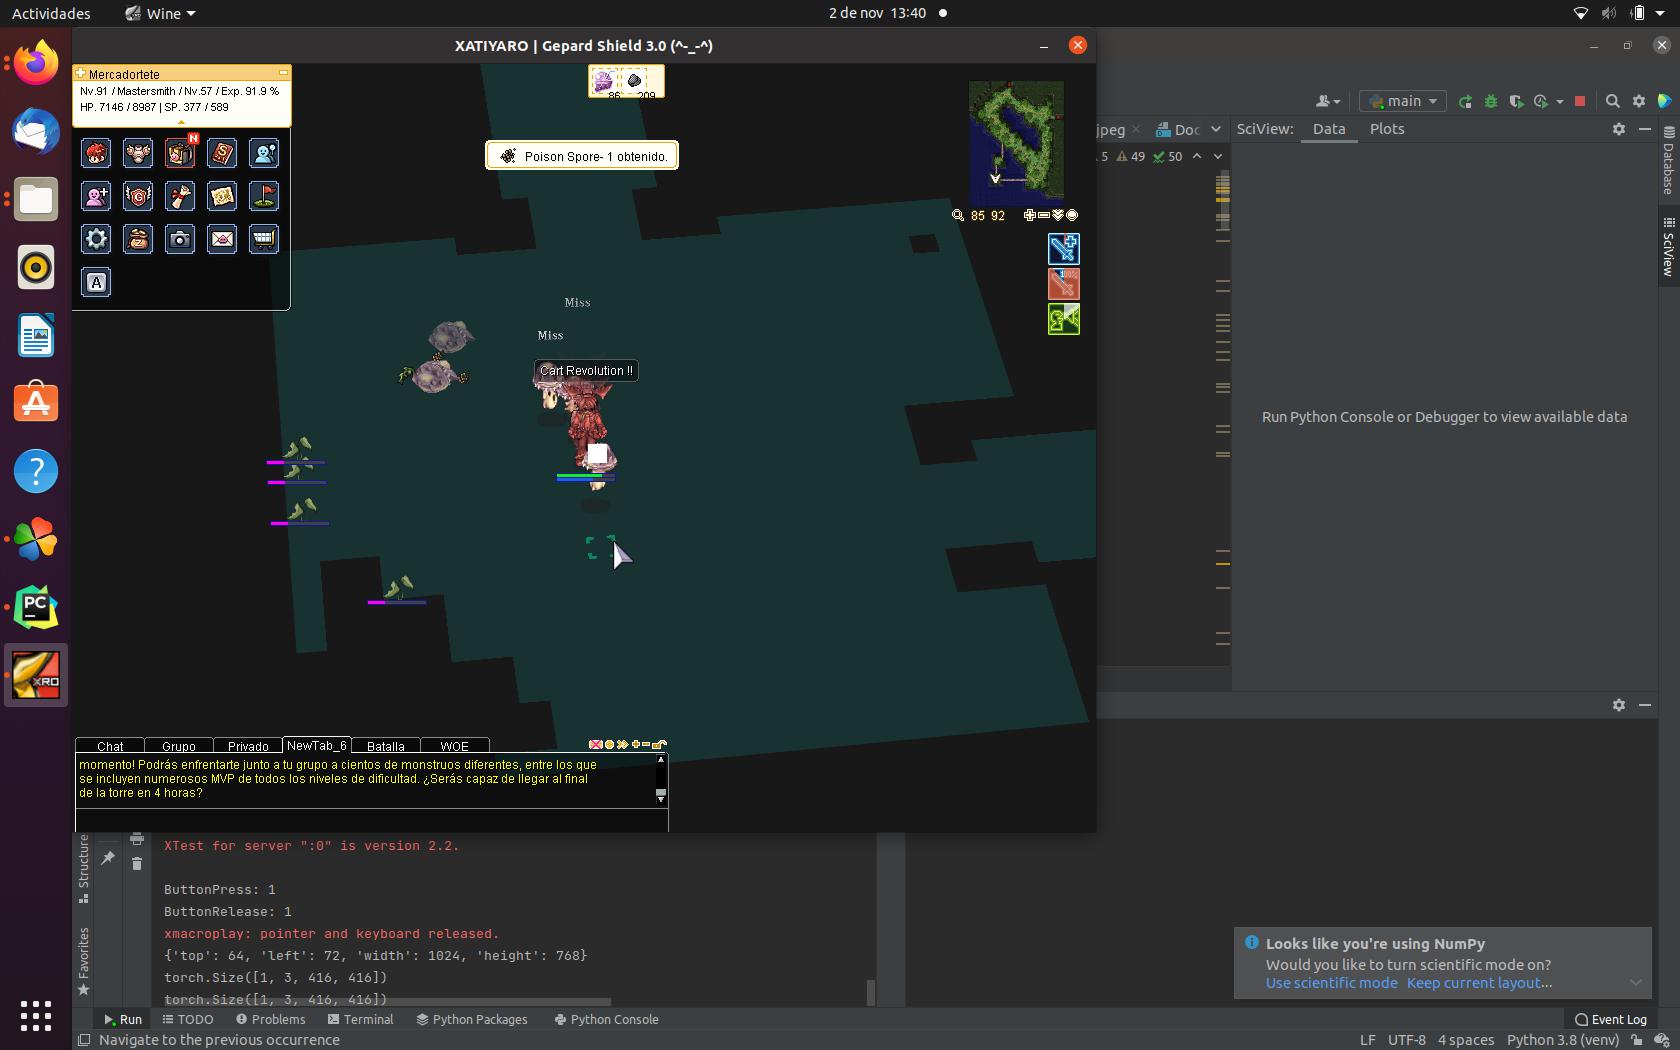 Actividades
Wine
2 de nov 13:40
XATIYARO | Gepard Shield 3.0 (^-_-^)
Mercadortete
Nv.91 / Mastersmith / Nv.57 / Exp. 91.9 %
HP. 7146 / 8987 | SP. 377 / 589
N
A
86 209
Poison Spore- 1 obtenido.
85 92
100%
Miss
Miss
Cart Revolution !!
Chat
Grupo
Privado
NewTab_6
Batalla
WOE
momento! Podrás enfrentarte junto a tu grupo a cientos de monstruos diferentes, entre los que
se incluyen numerosos MVP de todos los niveles de dificultad. ¿Serás capaz de llegar al final
de la torre en 4 horas?
main
jpeg
Doc
SciView:
Data
Plots
5 49 50
Database
SciView
Run Python Console or Debugger to view available data
PC
XRO
Structure
Favorites
XTest for server ":0" is version 2.2.
ButtonPress: 1
ButtonRelease: 1
xmacroplay: pointer and keyboard released.
{'top': 64, 'left': 72, 'width': 1024, 'height': 768}
torch.Size([1, 3, 416, 416])
torch.Size([1, 3, 416, 416])
Looks like you're using NumPy
Would you like to turn scientific mode on?
Use scientific mode Keep current layout...
Run
TODO
Problems
Terminal
Python Packages
Python Console
Event Log
Navigate to the previous occurrence
LF UTF-8 4 spaces Python 3.8 (venv)